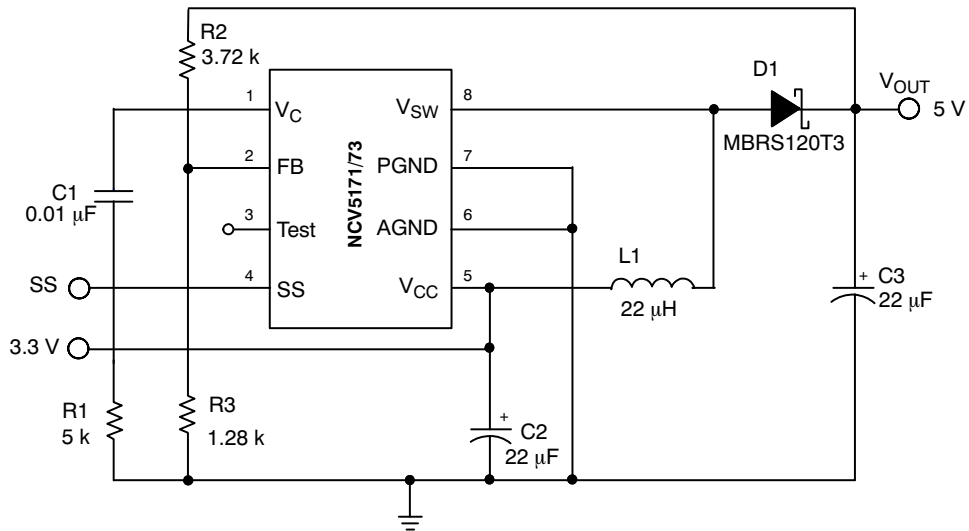 R2
3.72 k
D1
V_OUT
5 V
MBRS120T3
1
V_C
V_SW
8
2
FB
PGND
7
NCV5171/73
C1
0.01 μF
3
Test
AGND
6
SS
4
SS
V_CC
5
L1
22 μH
C3
22 μF
+
3.3 V
R1
5 k
R3
1.28 k
+
C2
22 μF